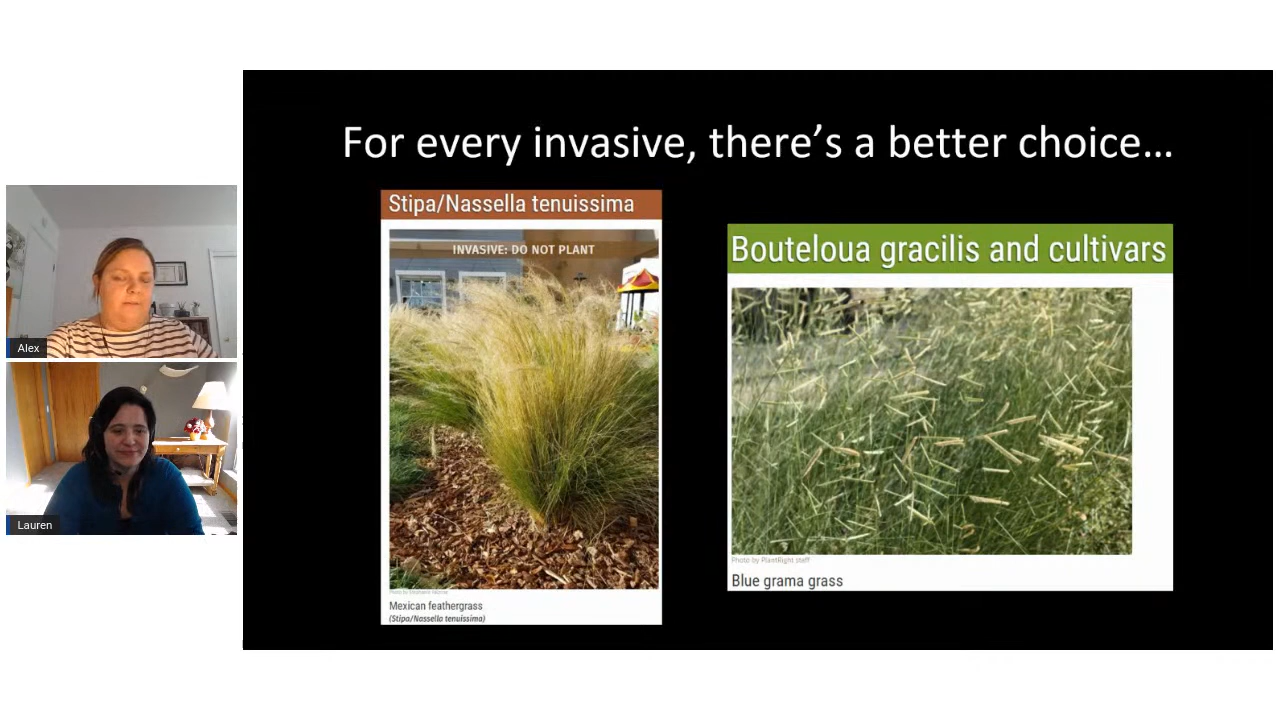 For every invasive, there’s a better choice…
Stipa/Nassella tenuissima
INVASIVE: DO NOT PLANT
Mexican feathergrass
(Stipa/Nassella tenuissima)
Bouteloua gracilis and cultivars
Photo by PlantRight Staff
Blue grama grass
Alex
Lauren